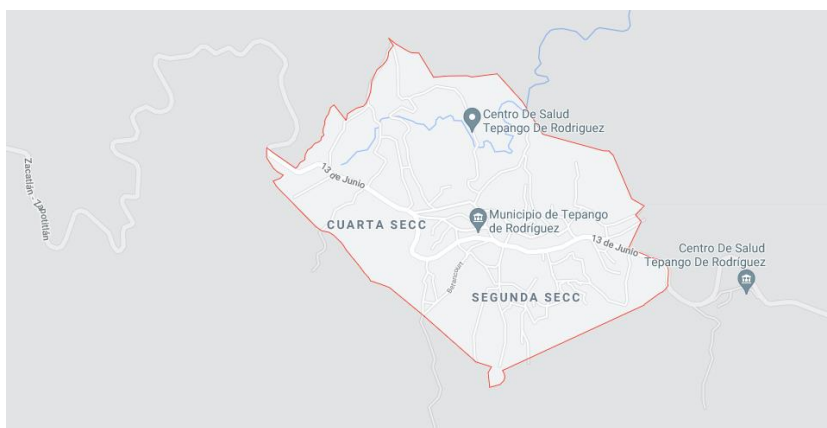 Centro De Salud
Tepango De Rodriguez
13 de Junio
Zacatlán - Zapotitlán
CUARTA SECC
Municipio de Tepango
de Rodríguez
13 de Junio
Centro De Salud
Tepango De Rodríguez
SEGUNDA SECC